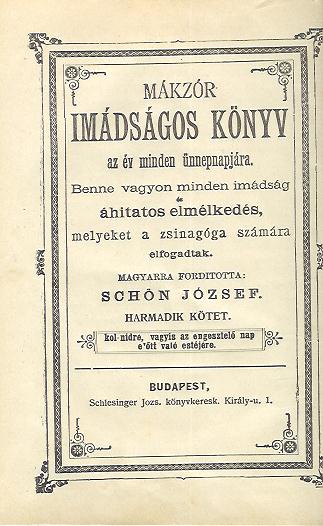 MÁKZÓR
IMÁDSÁGOS KÖNYV
az év minden ünnepnapjára.
Benne vagyon minden imádság
és
áhitatos elmélkedés,
melyeket a zsinagóga számára
elfogadtak.
MAGYARRA FORDITOTTA:
SCHÖN JÓZSEF.
HARMADIK KÖTET.
kol nidré, vagyis az engesztelő nap
e'őtt való estéjére.
BUDAPEST,
Schlesinger Jozs. könyvkeresk. Király-u. 1.